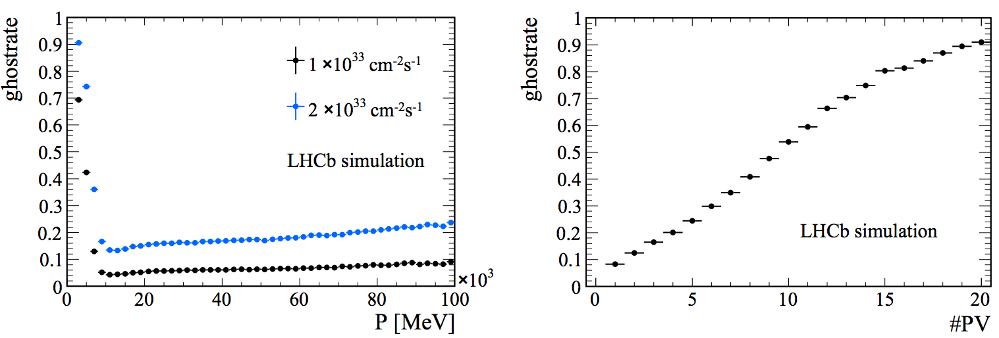 ghostrate
1
0.9
0.8
0.7
0.6
0.5
0.4
0.3
0.2
0.1
0
1 ×10³³ cm⁻²s⁻¹
2 ×10³³ cm⁻²s⁻¹
LHCb simulation
×10³
0 20 40 60 80 100
P [MeV]
ghostrate
1
0.9
0.8
0.7
0.6
0.5
0.4
0.3
0.2
0.1
0
LHCb simulation
0 5 10 15 20
#PV